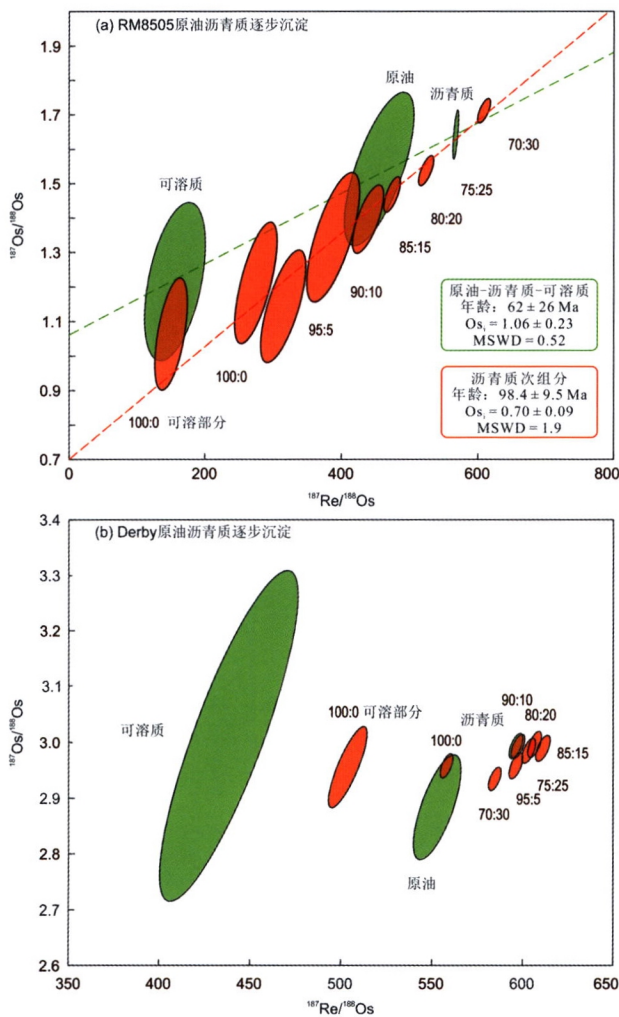 (a) RM8505原油沥青质逐步沉淀
1.9
1.7
1.5
1.3
1.1
0.9
0.7
¹⁸⁷Os/¹⁸⁸Os
原油
沥青质
可溶质
70:30
75:25
80:20
85:15
90:10
95:5
100:0
100:0 可溶部分
原油-沥青质-可溶质
年龄：62 ± 26 Ma
Osᵢ = 1.06 ± 0.23
MSWD = 0.52
沥青质次组分
年龄：98.4 ± 9.5 Ma
Osᵢ = 0.70 ± 0.09
MSWD = 1.9
0 200 400 600 800
¹⁸⁷Re/¹⁸⁸Os
(b) Derby原油沥青质逐步沉淀
3.4
3.3
3.2
3.1
3.0
2.9
2.8
2.7
2.6
¹⁸⁷Os/¹⁸⁸Os
可溶质
100:0 可溶部分
100:0
沥青质
90:10
80:20
85:15
75:25
95:5
70:30
原油
350 400 450 500 550 600 650
¹⁸⁷Re/¹⁸⁸Os